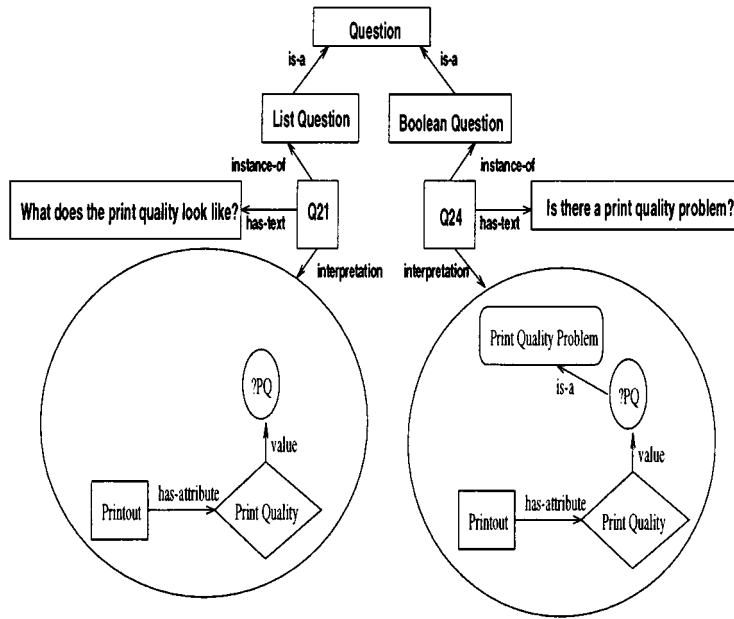 Question
is-a
is-a
List Question
Boolean Question
instance-of
instance-of
What does the print quality look like?
has-text
Q21
Q24
has-text
Is there a print quality problem?
interpretation
interpretation
Print Quality Problem
is-a
?PQ
?PQ
value
value
Printout
has-attribute
Print Quality
Printout
has-attribute
Print Quality